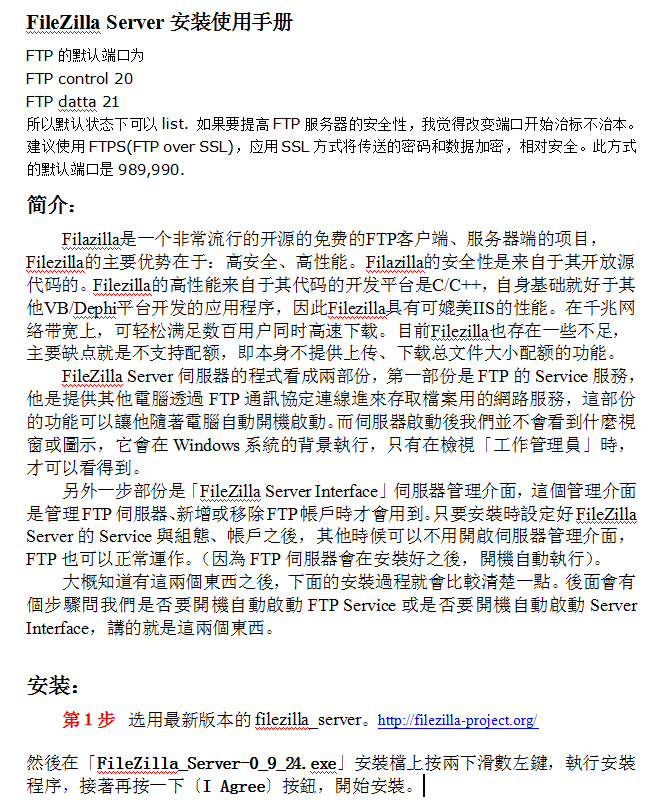 FileZilla Server 安装使用手册
FTP 的默认端口为
FTP control 20
FTP datta 21
所以默认状态下可以 list. 如果要提高 FTP 服务器的安全性，我觉得改变端口开始治标不治本。
建议使用 FTPS(FTP over SSL)，应用 SSL 方式将传送的密码和数据加密，相对安全。此方式
的默认端口是 989,990.
简介：
Filazilla是一个非常流行的开源的免费的FTP客户端、服务器端的项目，
Filezilla的主要优势在于：高安全、高性能。Filazilla的安全性是来自于其开放源
代码的。Filezilla的高性能来自于其代码的开发平台是C/C++，自身基础就好于其
他VB/Dephi平台开发的应用程序，因此Filezilla具有可媲美IIS的性能。在千兆网
络带宽上，可轻松满足数百用户同时高速下载。目前Filezilla也存在一些不足，
主要缺点就是不支持配额，即本身不提供上传、下载总文件大小配额的功能。
FileZilla Server 伺服器的程式看成兩部份，第一部份是 FTP 的 Service 服務，
他是提供其他電腦透過 FTP 通訊協定連線進來存取檔案用的網路服務，這部份
的功能可以讓他隨著電腦自動開機啟動。而伺服器啟動後我們並不會看到什麼視
窗或圖示，它會在 Windows 系統的背景執行，只有在檢視「工作管理員」時，
才可以看得到。
另外一步部份是「FileZilla Server Interface」伺服器管理介面，這個管理介面
是管理 FTP 伺服器、新增或移除 FTP 帳戶時才會用到。只要安裝時設定好 FileZilla
Server 的 Service 與組態、帳戶之後，其他時候可以不用開啟伺服器管理介面，
FTP 也可以正常運作。（因為 FTP 伺服器會在安裝好之後，開機自動執行）。
大概知道有這兩個東西之後，下面的安裝過程就會比較清楚一點。後面會有
個步驟問我們是否要開機自動啟動 FTP Service 或是否要開機自動啟動 Server
Interface，講的就是這兩個東西。
安装：
第 1 步 选用最新版本的 filezilla_server。http://filezilla-project.org/
然後在「FileZilla_Server-0_9_24.exe」安裝檔上按兩下滑數左鍵，執行安裝
程序，接著再按一下〔I Agree〕按鈕，開始安裝。